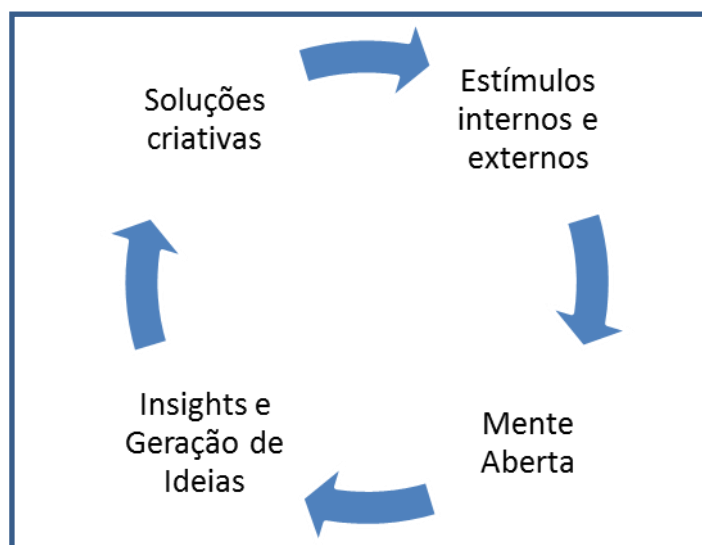 Soluções
criativas
Estímulos
internos e
externos
Mente
Aberta
Insights e
Geração de
Ideias